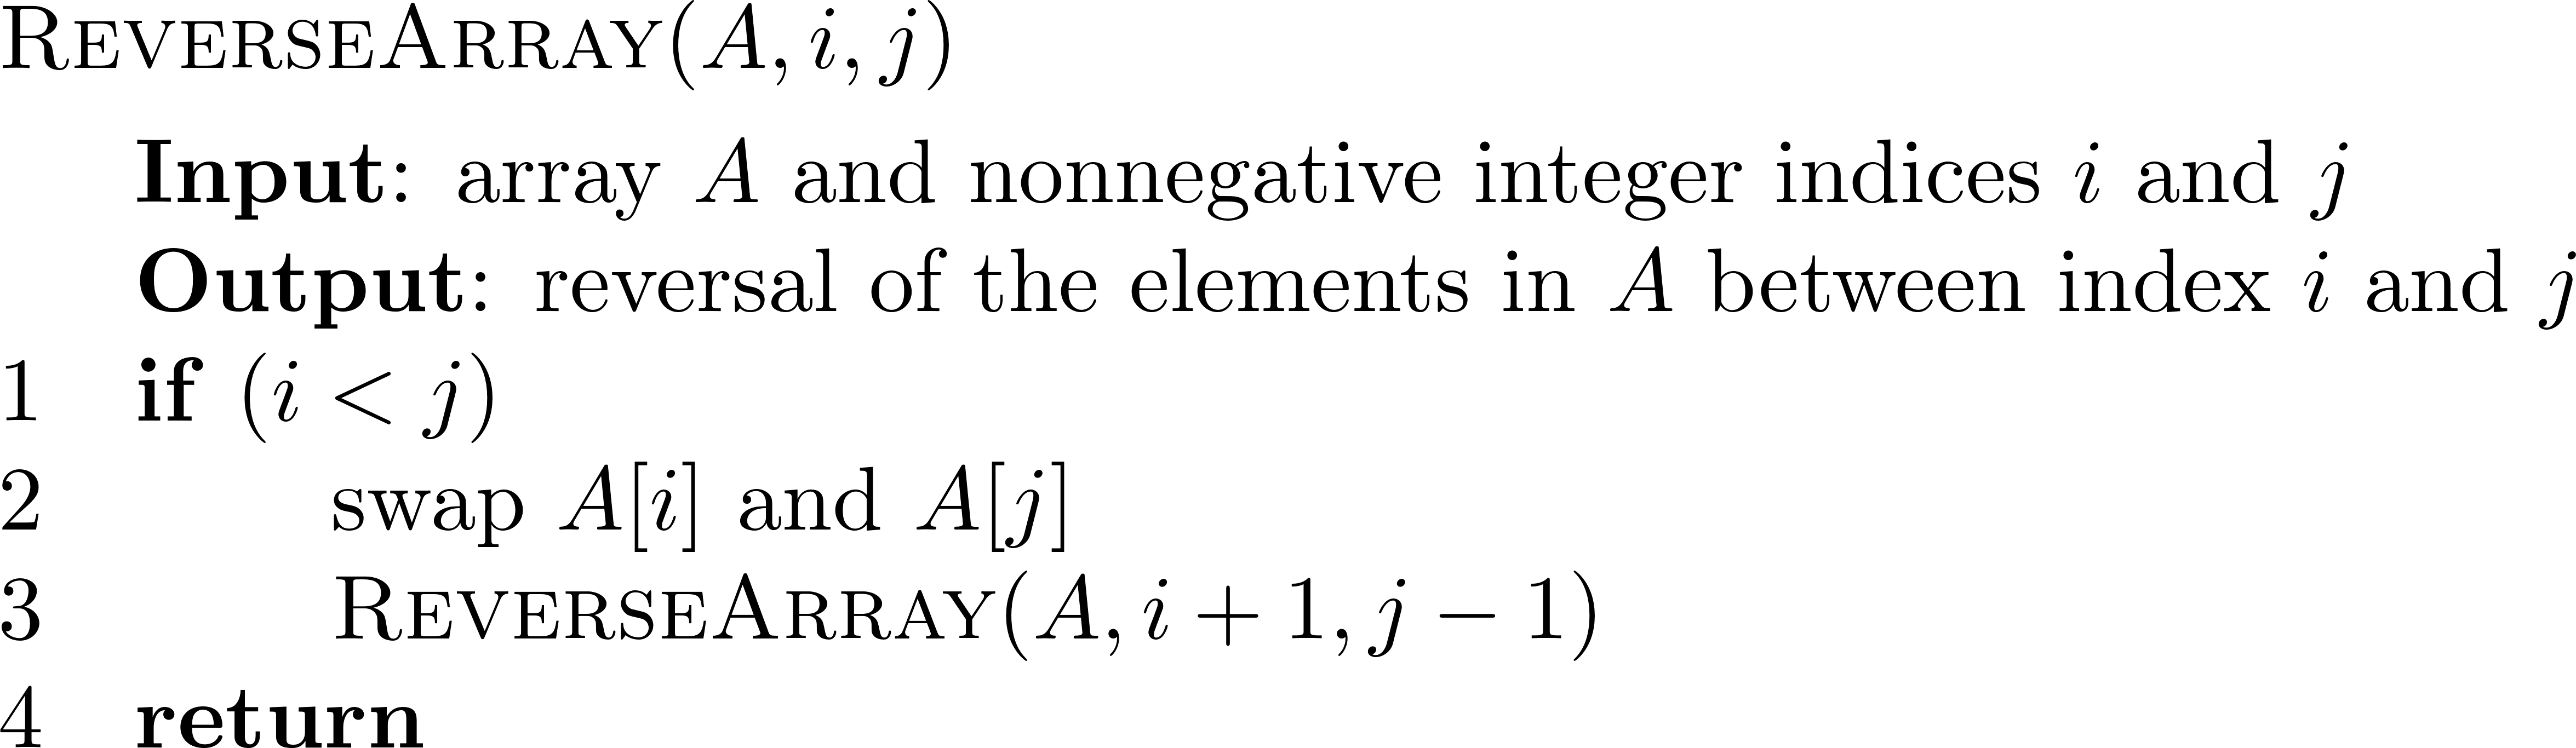 REVERSEARRAY(A, i, j)
Input: array A and nonnegative integer indices i and j
Output: reversal of the elements in A between index i and j
1 if (i < j)
2 swap A[i] and A[j]
3 REVERSEARRAY(A, i + 1, j − 1)
4 return